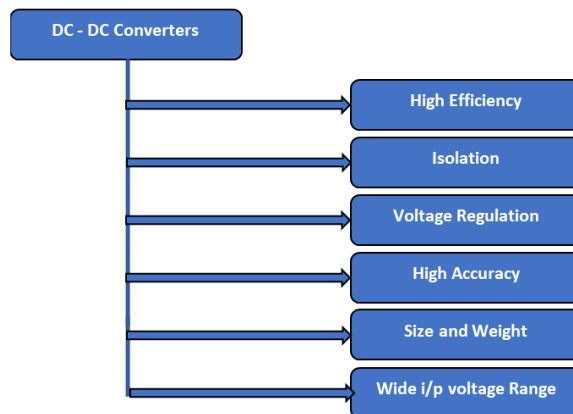 DC - DC Converters
High Efficiency
Isolation
Voltage Regulation
High Accuracy
Size and Weight
Wide i/p voltage Range